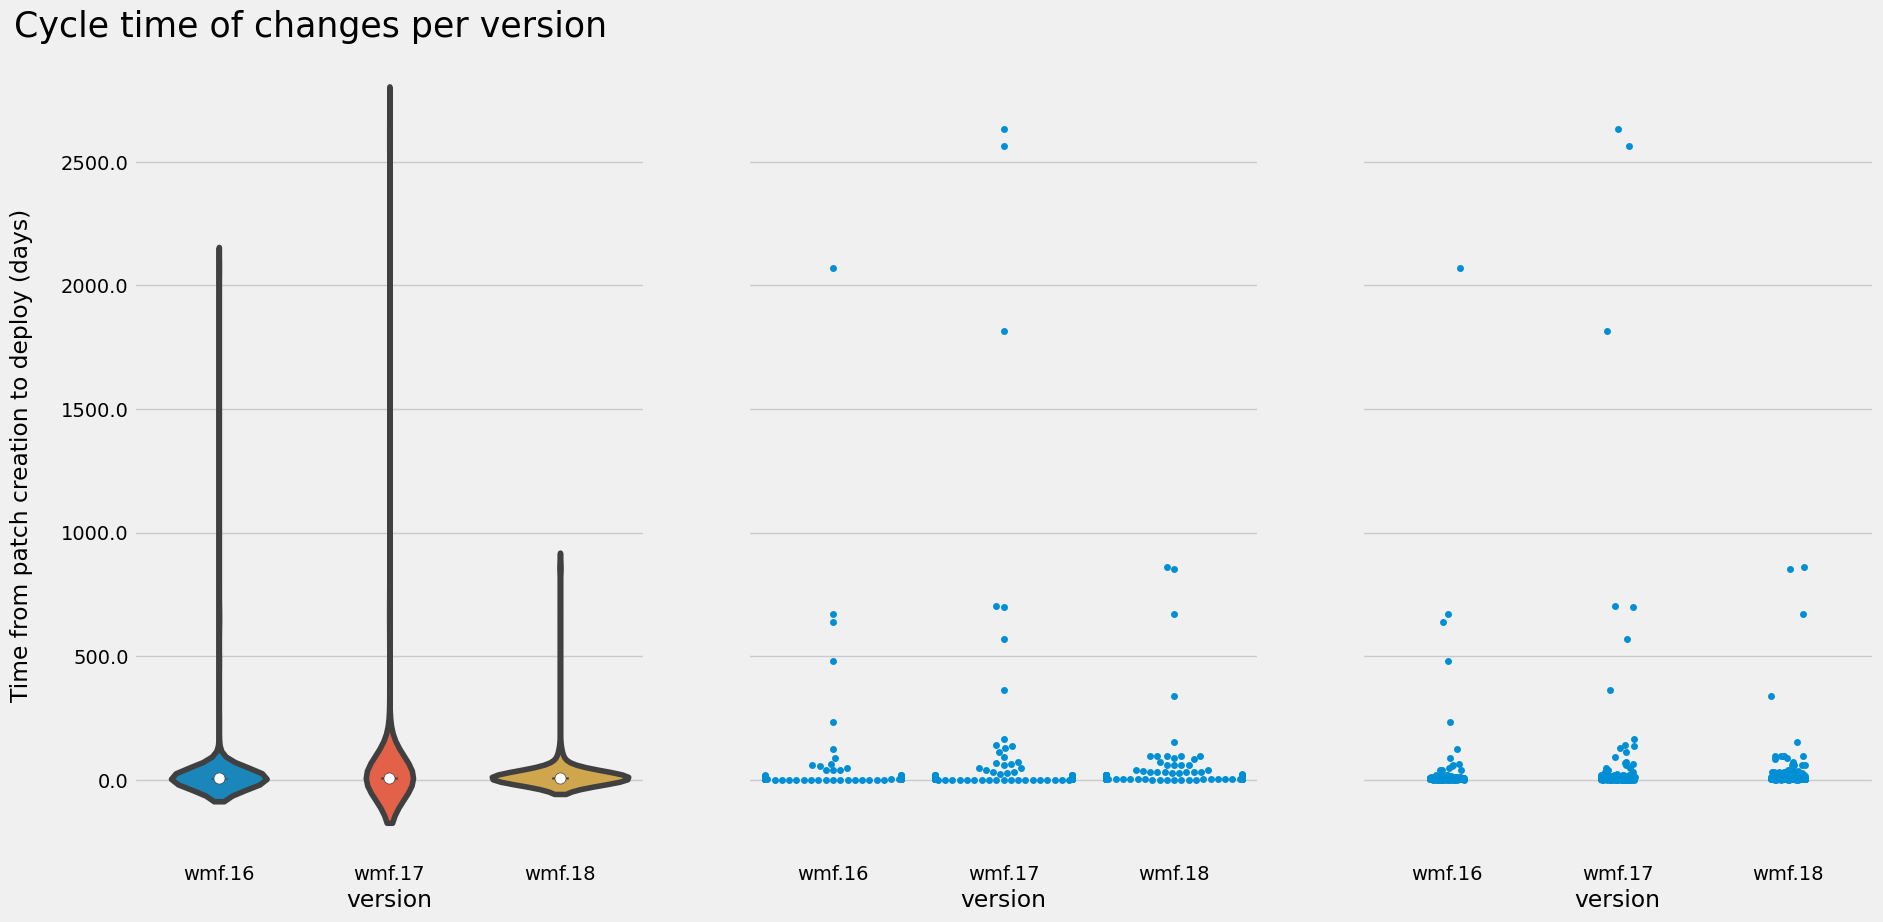 Cycle time of changes per version
Time from patch creation to deploy (days)
2500.0
2000.0
1500.0
1000.0
500.0
0.0
wmf.16 wmf.17 wmf.18
version
wmf.16 wmf.17 wmf.18
version
wmf.16 wmf.17 wmf.18
version